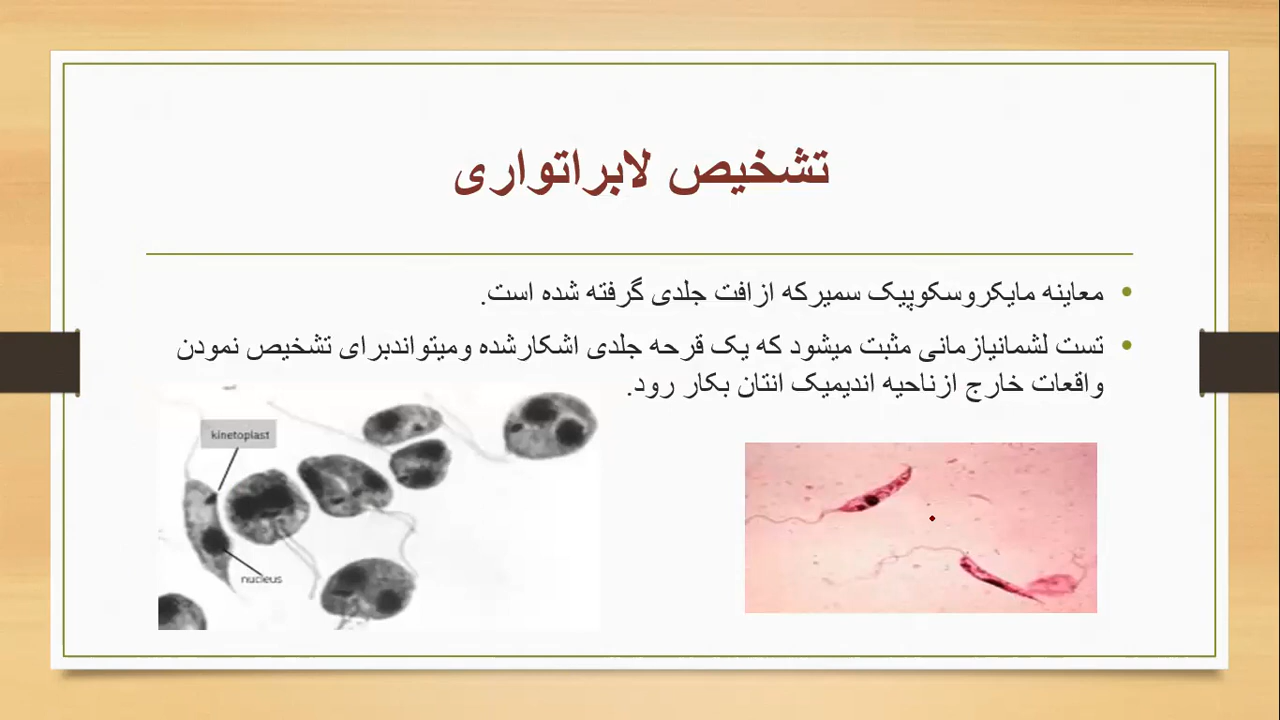 تشخیص لابراتواری
معاینه مایکروسکوپیک سمیرکه ازافت جلدی گرفته شده است.
تست لشمانیازمانی مثبت میشود که یک قرحه جلدی اشکارشده ومیتواندبرای تشخیص نمودن
واقعات خارج ازناحیه اندیمیک انتان بکار رود.
kinetoplast
nucleus